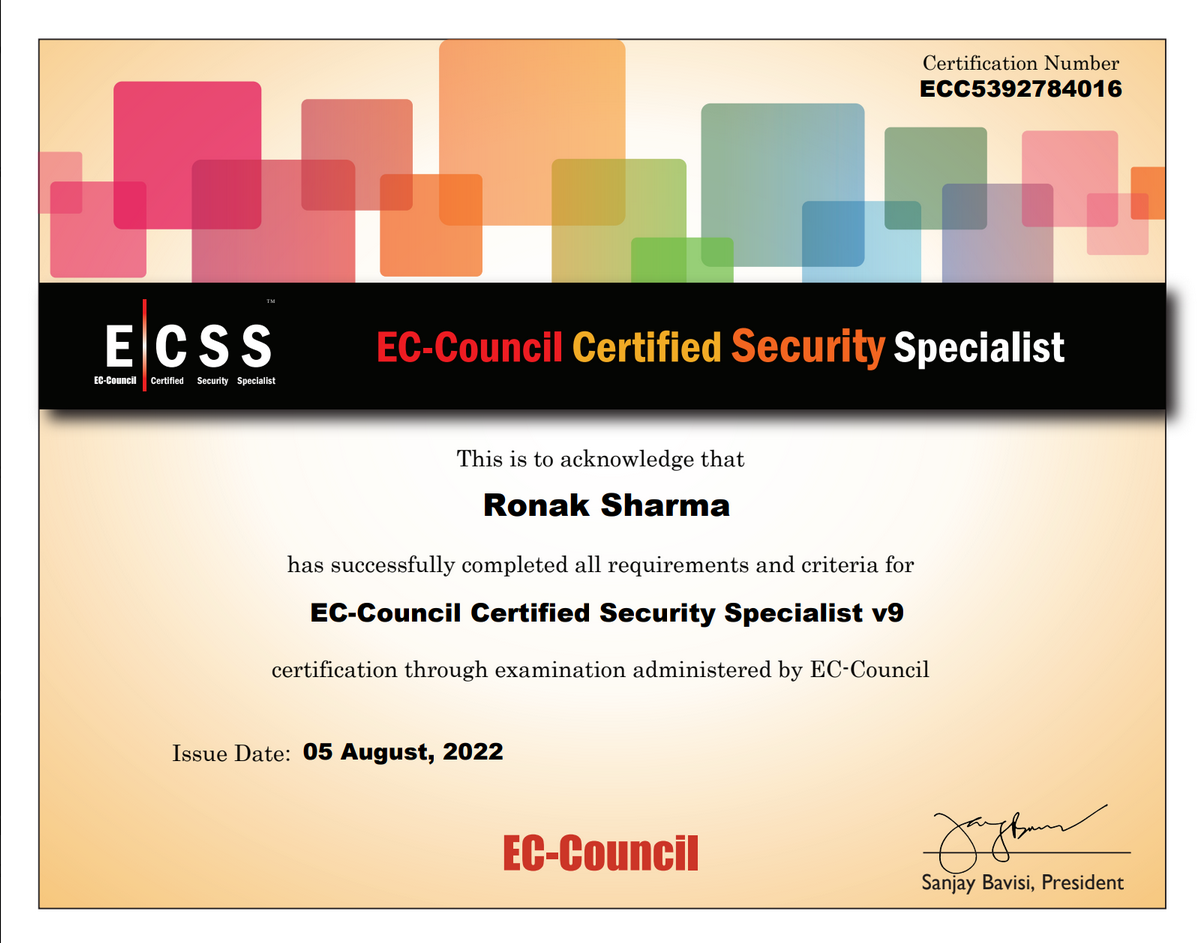 Certification Number
ECC5392784016
E CSS ™
EC-Council Certified Security Specialist
EC-Council Certified Security Specialist
This is to acknowledge that
Ronak Sharma
has successfully completed all requirements and criteria for
EC-Council Certified Security Specialist v9
certification through examination administered by EC-Council
Issue Date: 05 August, 2022
EC-Council
Sanjay Bavisi, President